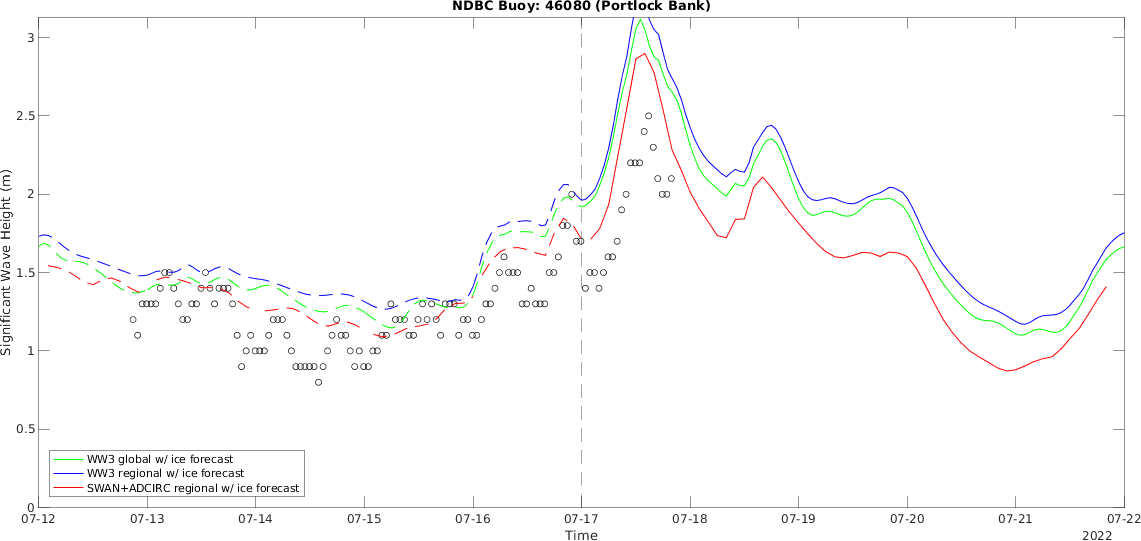 NDBC Buoy: 46080 (Portlock Bank)
Significant Wave Height (m)
3
2.5
2
1.5
1
0.5
0
WW3 global w/ ice forecast
WW3 regional w/ ice forecast
SWAN+ADCIRC regional w/ ice forecast
07-12 07-13 07-14 07-15 07-16 07-17 07-18 07-19 07-20 07-21 07-22
Time
2022